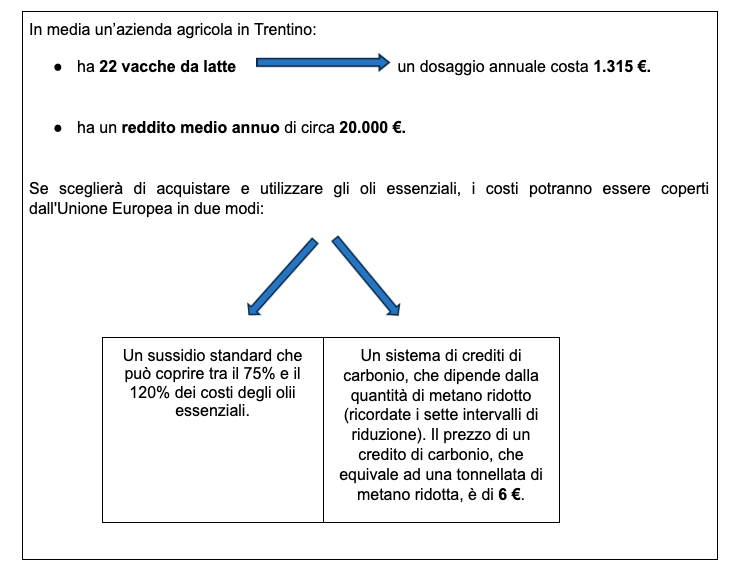 In media un’azienda agricola in Trentino:
● ha 22 vacche da latte un dosaggio annuale costa 1.315 €.
● ha un reddito medio annuo di circa 20.000 €.
Se sceglierà di acquistare e utilizzare gli oli essenziali, i costi potranno essere coperti
dall'Unione Europea in due modi:
Un sussidio standard che
può coprire tra il 75% e il
120% dei costi degli olii
essenziali.
Un sistema di crediti di
carbonio, che dipende dalla
quantità di metano ridotto
(ricordate i sette intervalli di
riduzione). Il prezzo di un
credito di carbonio, che
equivale ad una tonnellata di
metano ridotta, è di 6 €.